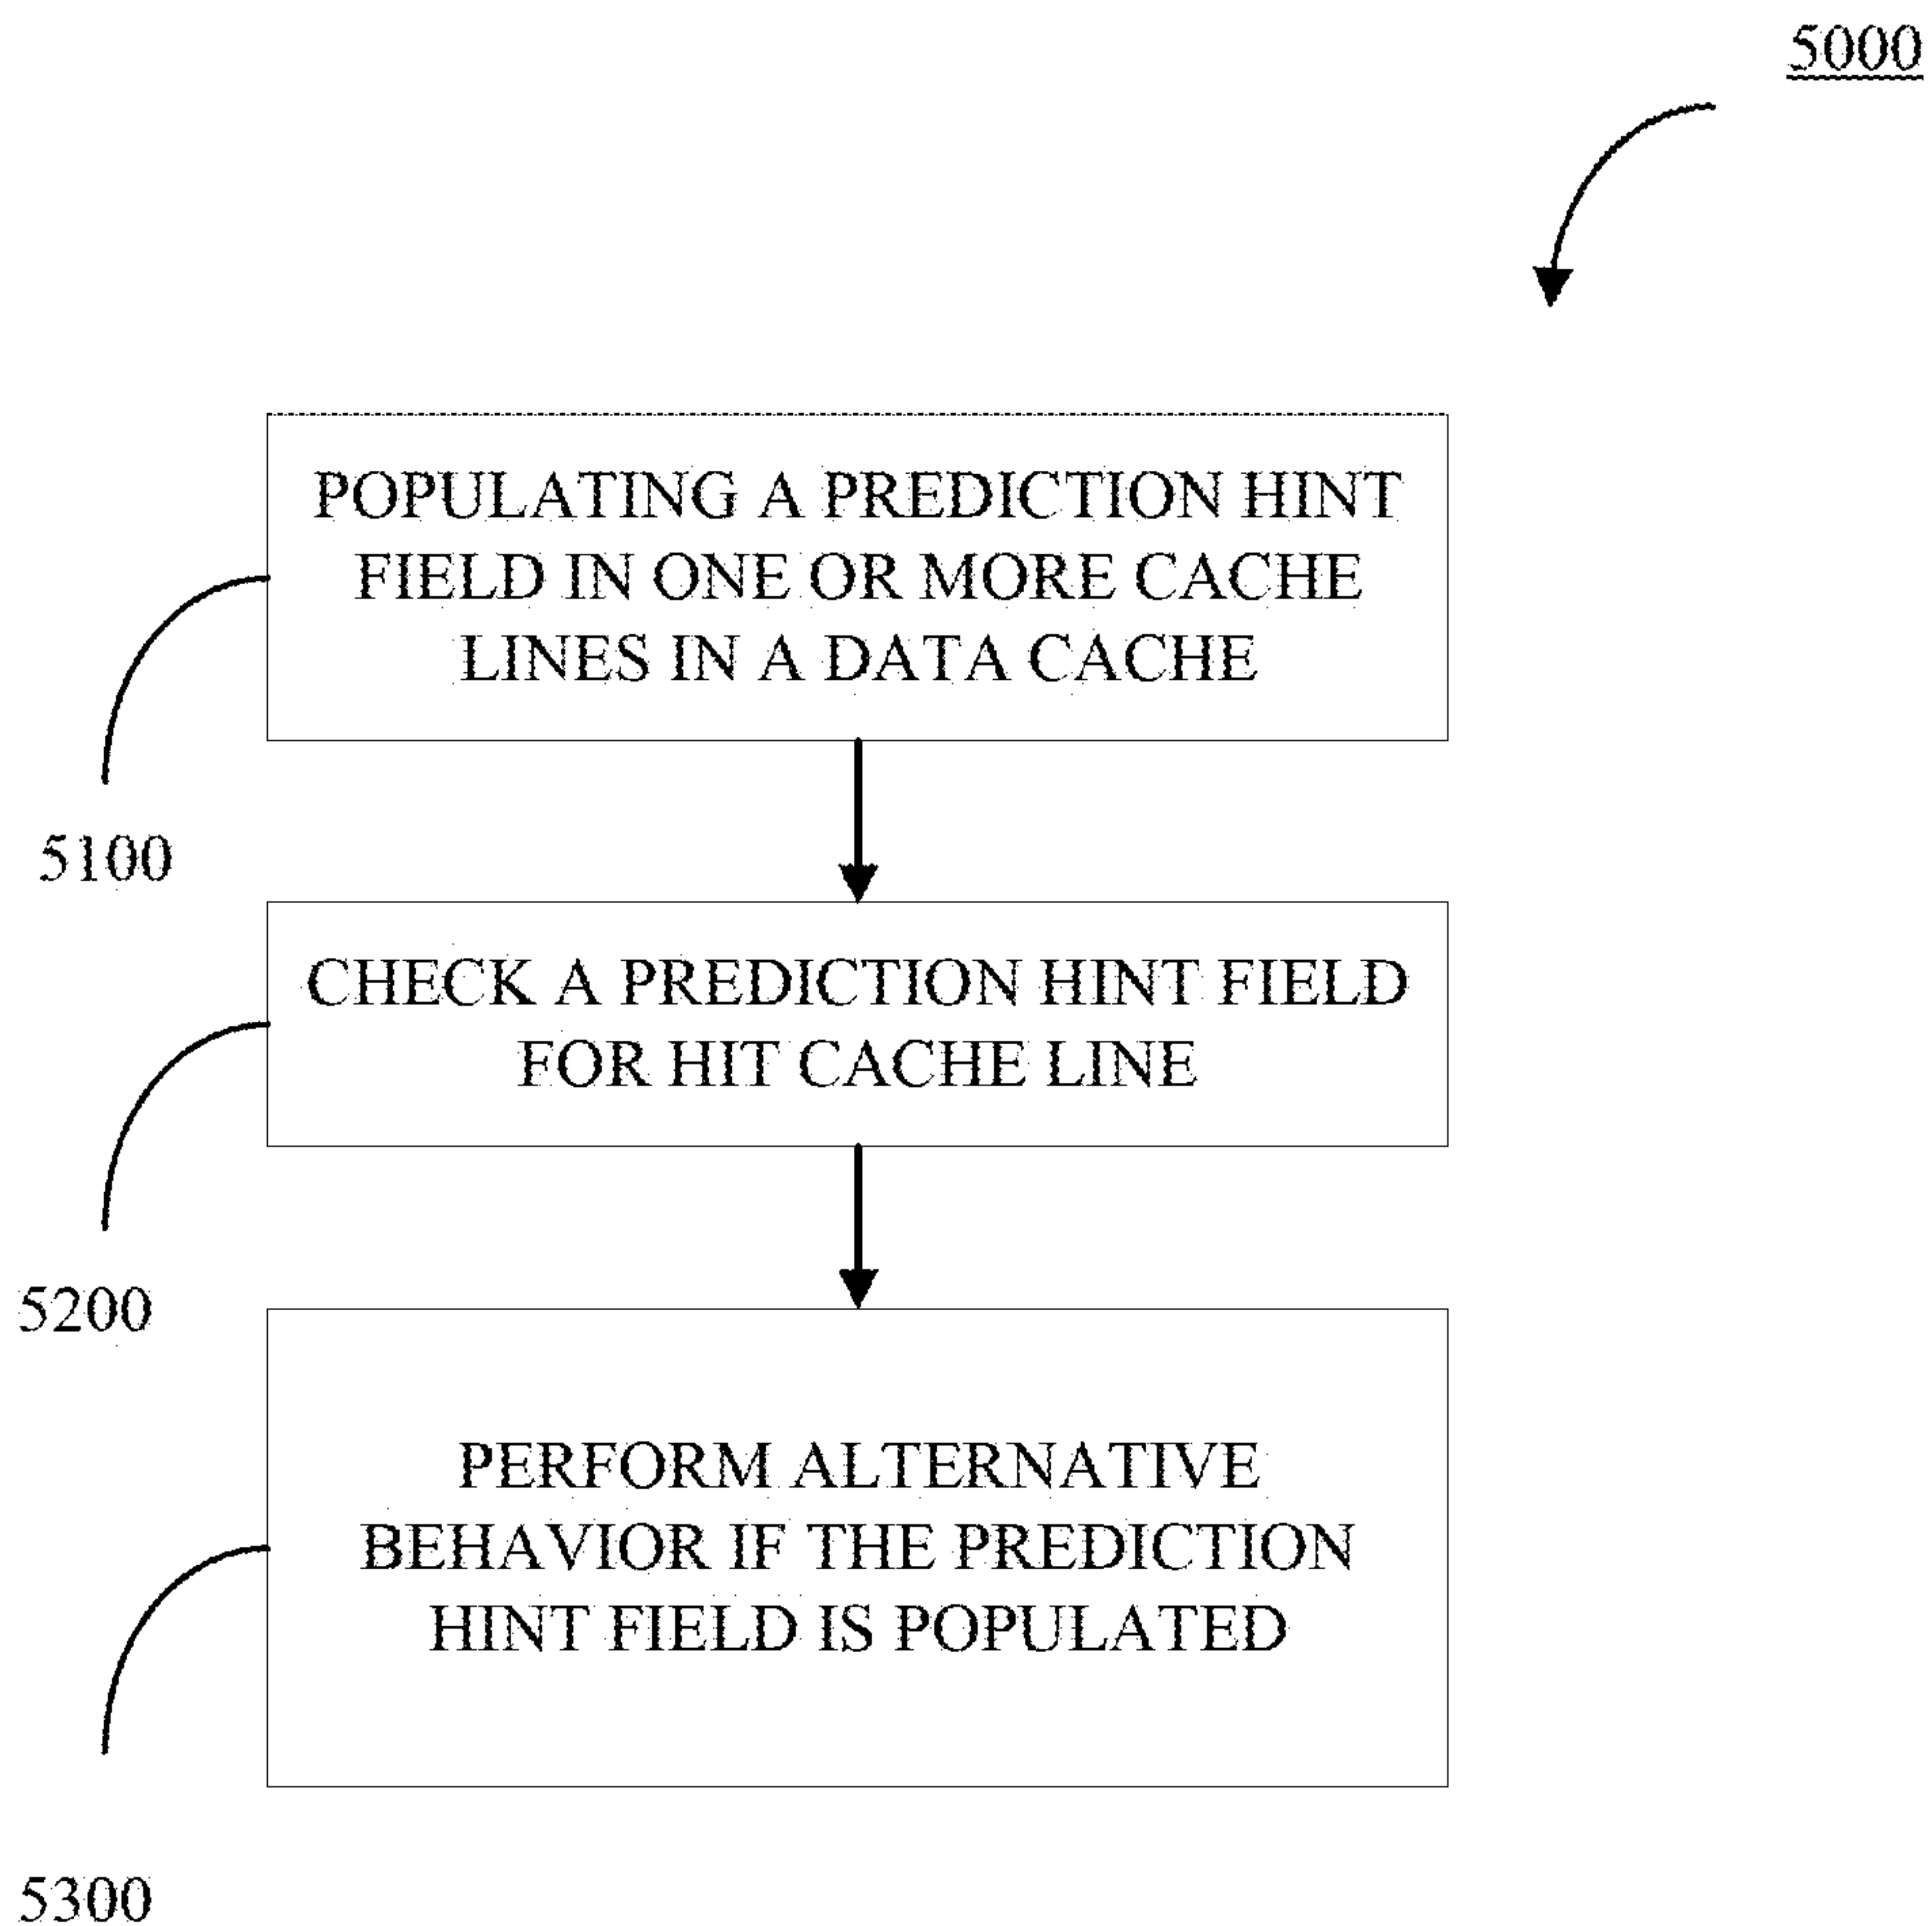 5000
POPULATING A PREDICTION HINT
FIELD IN ONE OR MORE CACHE
LINES IN A DATA CACHE
5100
CHECK A PREDICTION HINT FIELD
FOR HIT CACHE LINE
5200
PERFORM ALTERNATIVE
BEHAVIOR IF THE PREDICTION
HINT FIELD IS POPULATED
5300